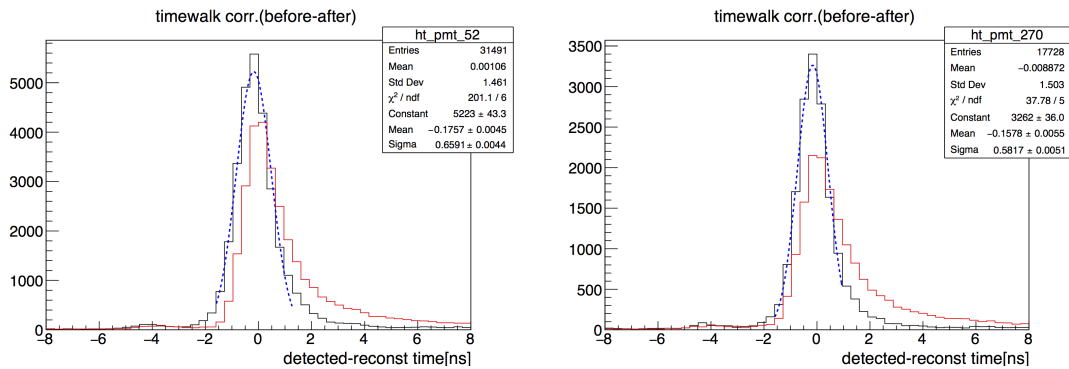 timewalk corr.(before-after)
ht_pmt_52
Entries 31491
Mean 0.00106
Std Dev 1.461
χ² / ndf 201.1 / 6
Constant 5223 ± 43.3
Mean −0.1757 ± 0.0045
Sigma 0.6591 ± 0.0044
5000
4000
3000
2000
1000
0
−8 −6 −4 −2 0 2 4 6 8
detected-reconst time[ns]
timewalk corr.(before-after)
ht_pmt_270
Entries 17728
Mean −0.008872
Std Dev 1.503
χ² / ndf 37.78 / 5
Constant 3262 ± 36.0
Mean −0.1578 ± 0.0055
Sigma 0.5817 ± 0.0051
3500
3000
2500
2000
1500
1000
500
0
−8 −6 −4 −2 0 2 4 6 8
detected-reconst time[ns]